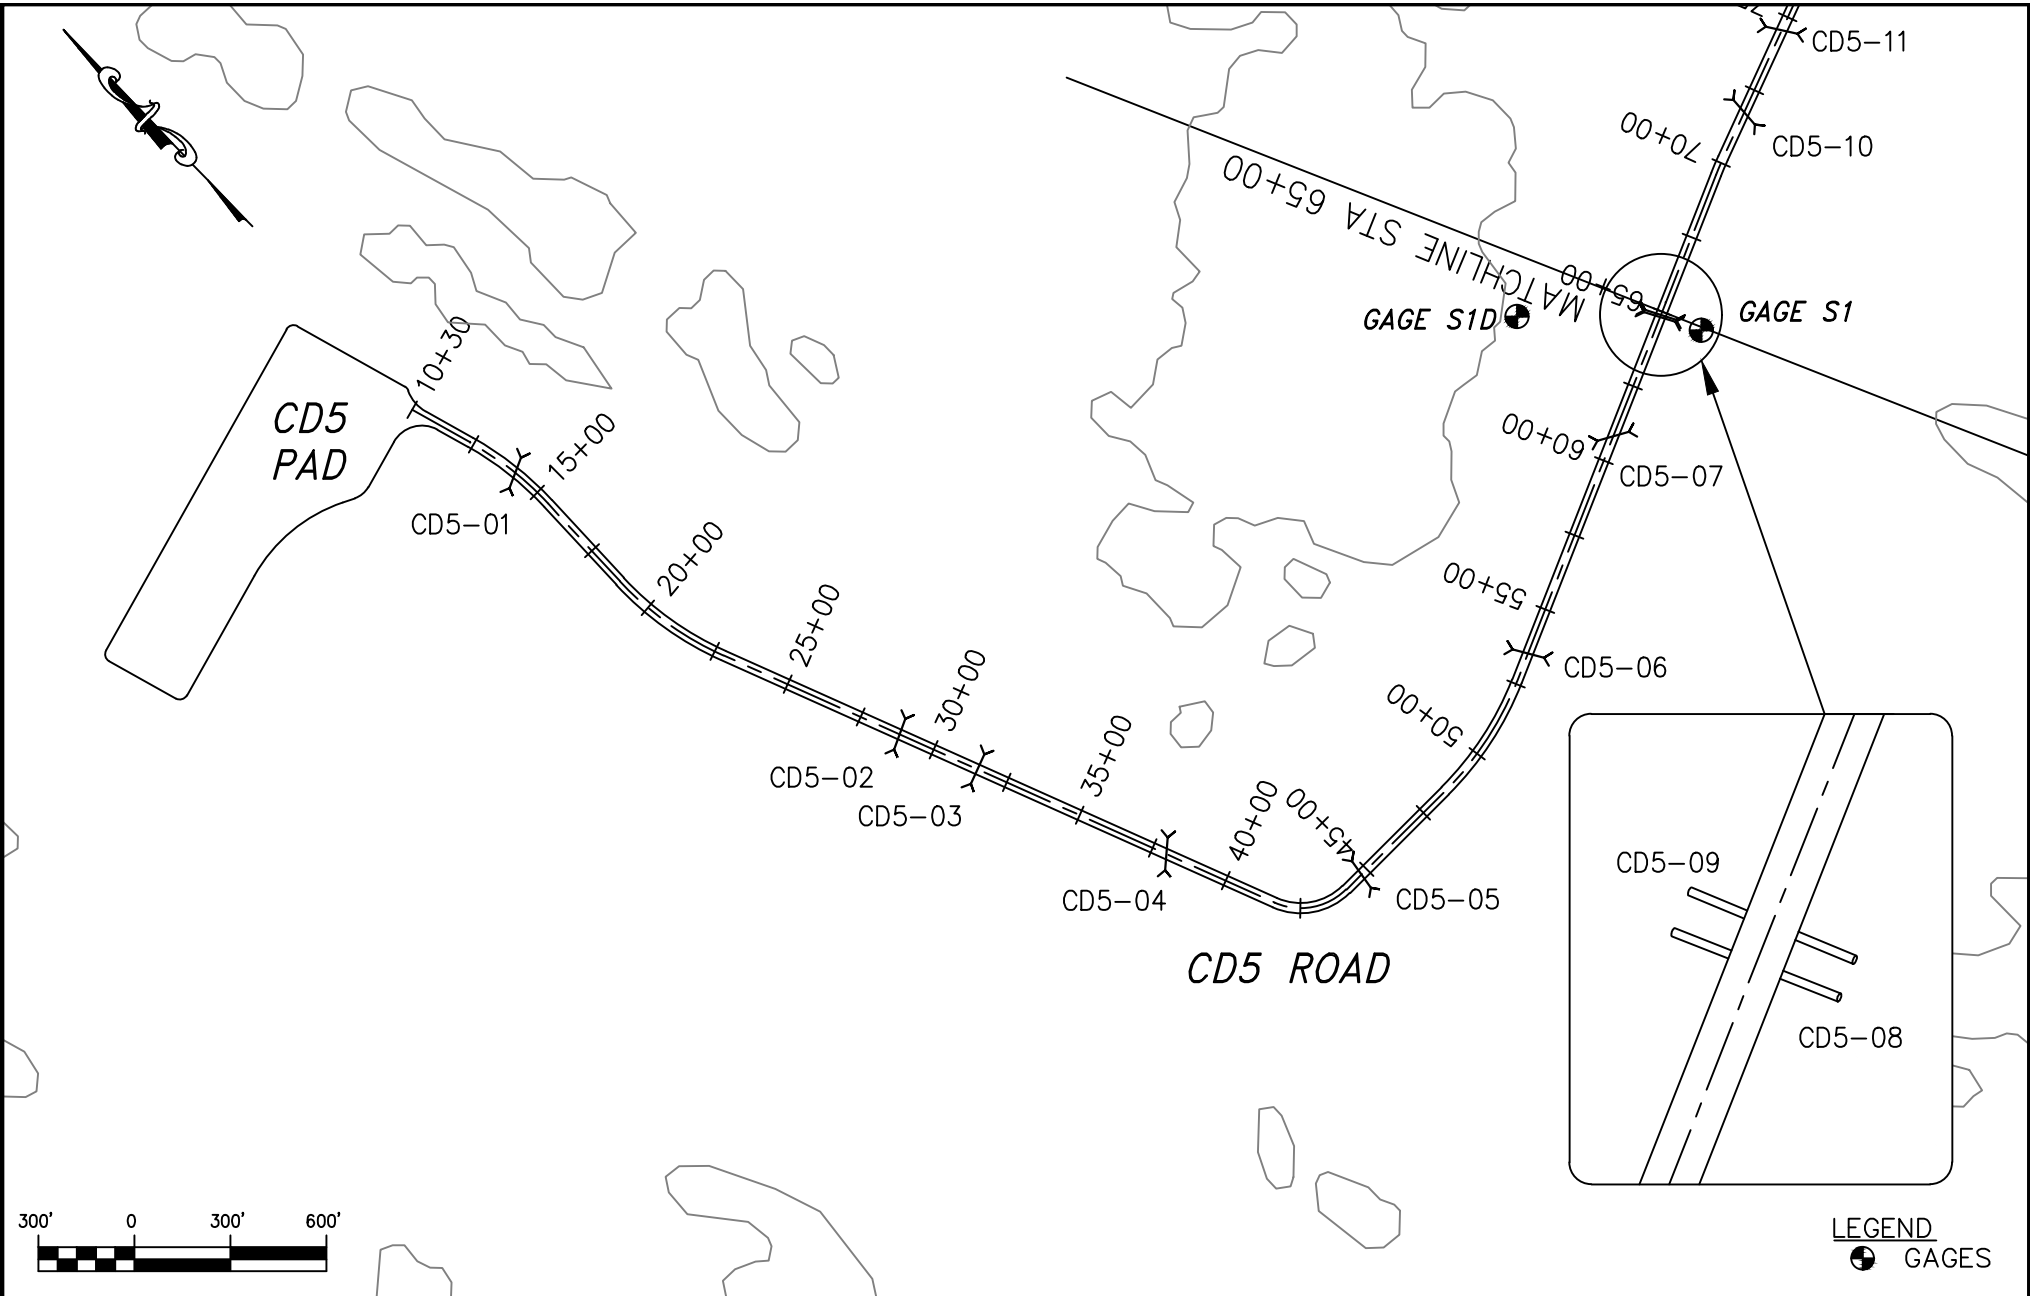 CD5-11
70+00
CD5-10
MATCHLINE STA 65+00
65+00
GAGE S1D
GAGE S1
10+30
CD5
PAD
15+00
CD5-01
60+00
CD5-07
20+00
55+00
25+00
CD5-06
30+00
50+00
CD5-02
CD5-03
35+00
40+00
45+00
CD5-04
CD5-05
CD5 ROAD
CD5-09
CD5-08
300' 0 300' 600'
LEGEND
GAGES